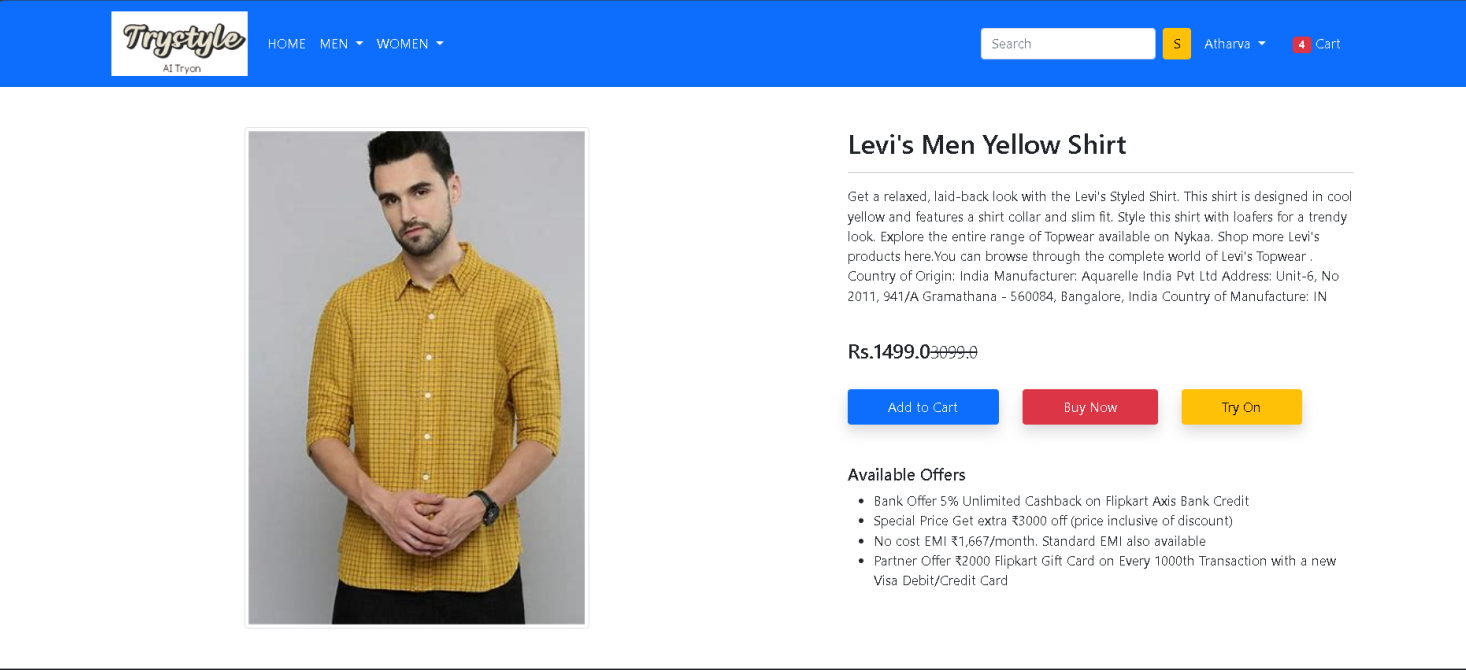 Trystyle
AI Tryon
HOME MEN WOMEN
Search
S
Atharva
4 Cart
Levi's Men Yellow Shirt
Get a relaxed, laid-back look with the Levi's Styled Shirt. This shirt is designed in cool
yellow and features a shirt collar and slim fit. Style this shirt with loafers for a trendy
look. Explore the entire range of Topwear available on Nykaa. Shop more Levi's
products here.You can browse through the complete world of Levi's Topwear .
Country of Origin: India Manufacturer: Aquarelle India Pvt Ltd Address: Unit-6, No
2011, 941/A Gramathana - 560084, Bangalore, India Country of Manufacture: IN
Rs.1499.03099.0
Add to Cart
Buy Now
Try On
Available Offers
• Bank Offer 5% Unlimited Cashback on Flipkart Axis Bank Credit
• Special Price Get extra ₹3000 off (price inclusive of discount)
• No cost EMI ₹1,667/month. Standard EMI also available
• Partner Offer ₹2000 Flipkart Gift Card on Every 1000th Transaction with a new
Visa Debit/Credit Card